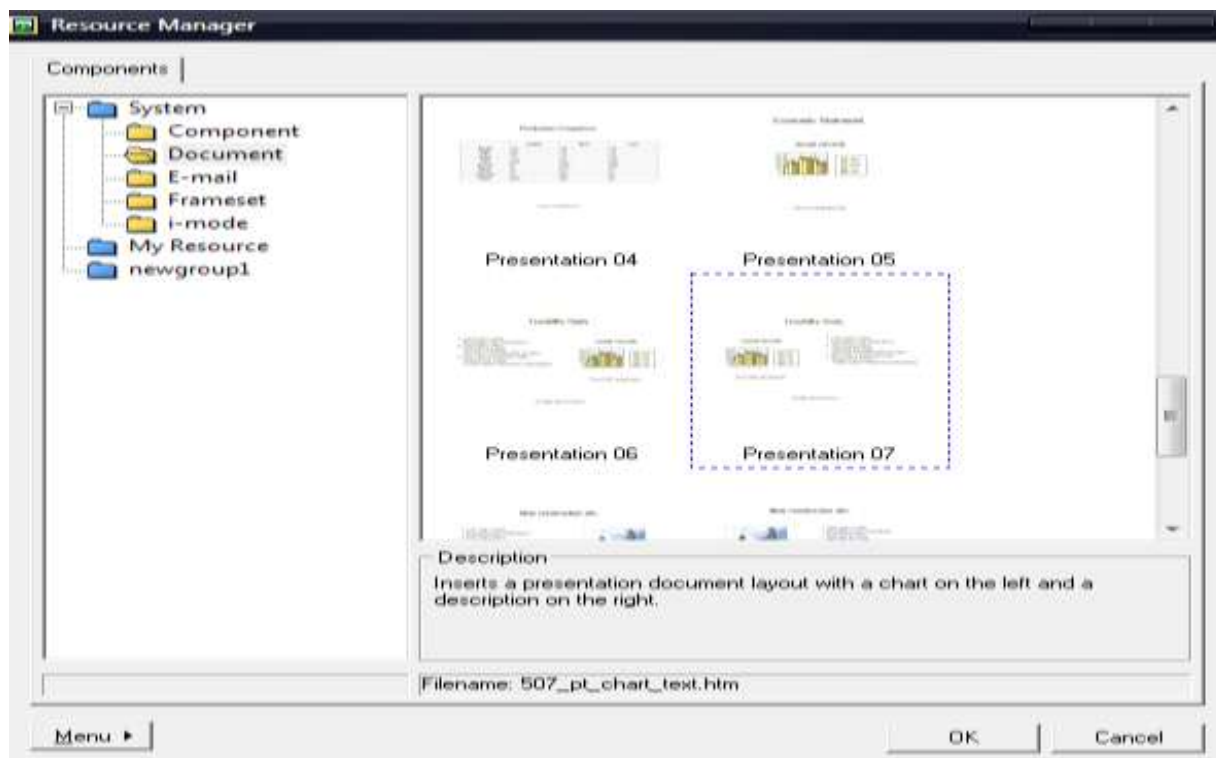 Resource Manager
Components
System
Component
Document
E-mail
Frameset
i-mode
My Resource
newgroup1
Presentation 04
Presentation 05
Presentation 06
Presentation 07
Description
Inserts a presentation document layout with a chart on the left and a
description on the right.
Filename: 507_pt_chart_text.htm
Menu
OK
Cancel